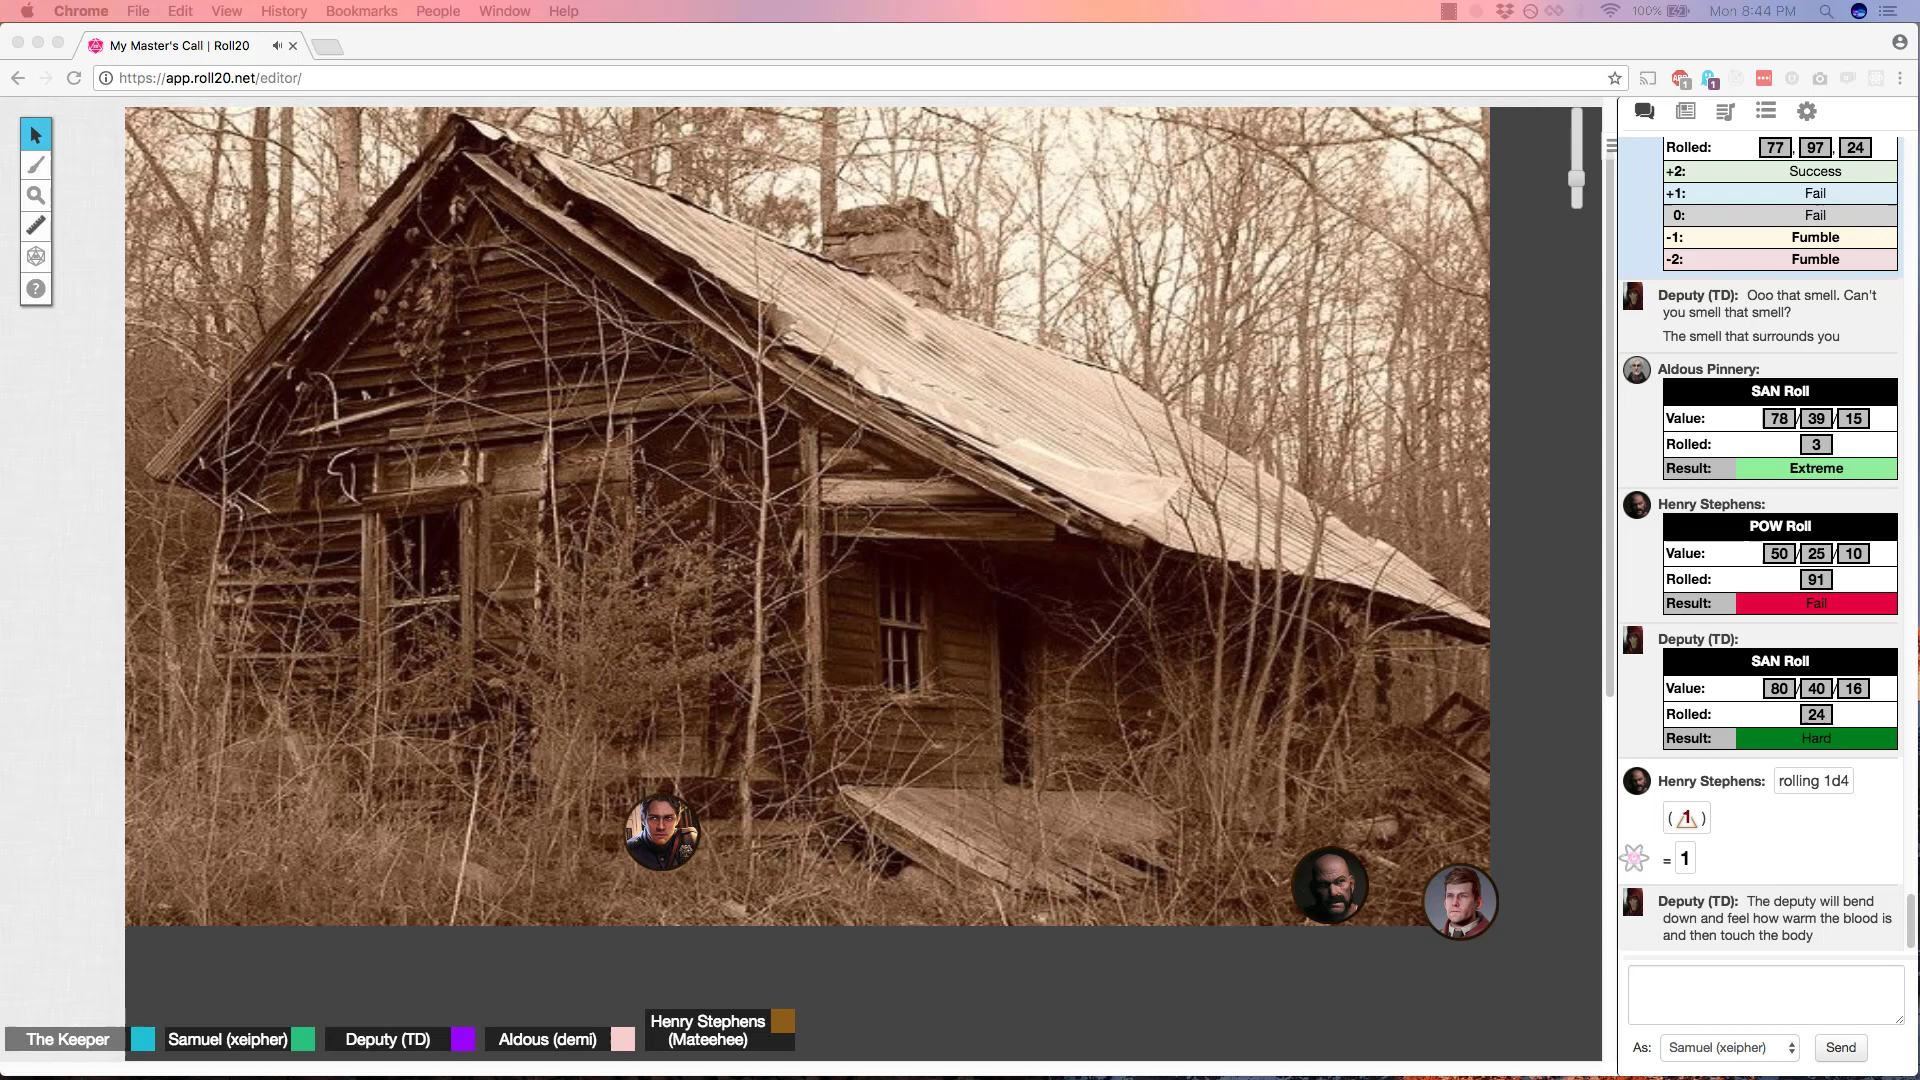 Chrome File Edit View History Bookmarks People Window Help 100% Mon 8:44 PM
My Master's Call | Roll20
https://app.roll20.net/editor/
1 1
Rolled: 77, 97, 24
+2: Success
+1: Fail
0: Fail
-1: Fumble
-2: Fumble
Deputy (TD): Ooo that smell. Can't
you smell that smell?
The smell that surrounds you
Aldous Pinnery:
SAN Roll
Value: 78 / 39 / 15
Rolled: 3
Result: Extreme
Henry Stephens:
POW Roll
Value: 50 / 25 / 10
Rolled: 91
Result: Fail
Deputy (TD):
SAN Roll
Value: 80 / 40 / 16
Rolled: 24
Result: Hard
Henry Stephens: rolling 1d4
( 1 )
= 1
Deputy (TD): The deputy will bend
down and feel how warm the blood is
and then touch the body
As: Samuel (xeipher) Send
The Keeper
Samuel (xeipher)
Deputy (TD)
Aldous (demi)
Henry Stephens
(Mateehee)